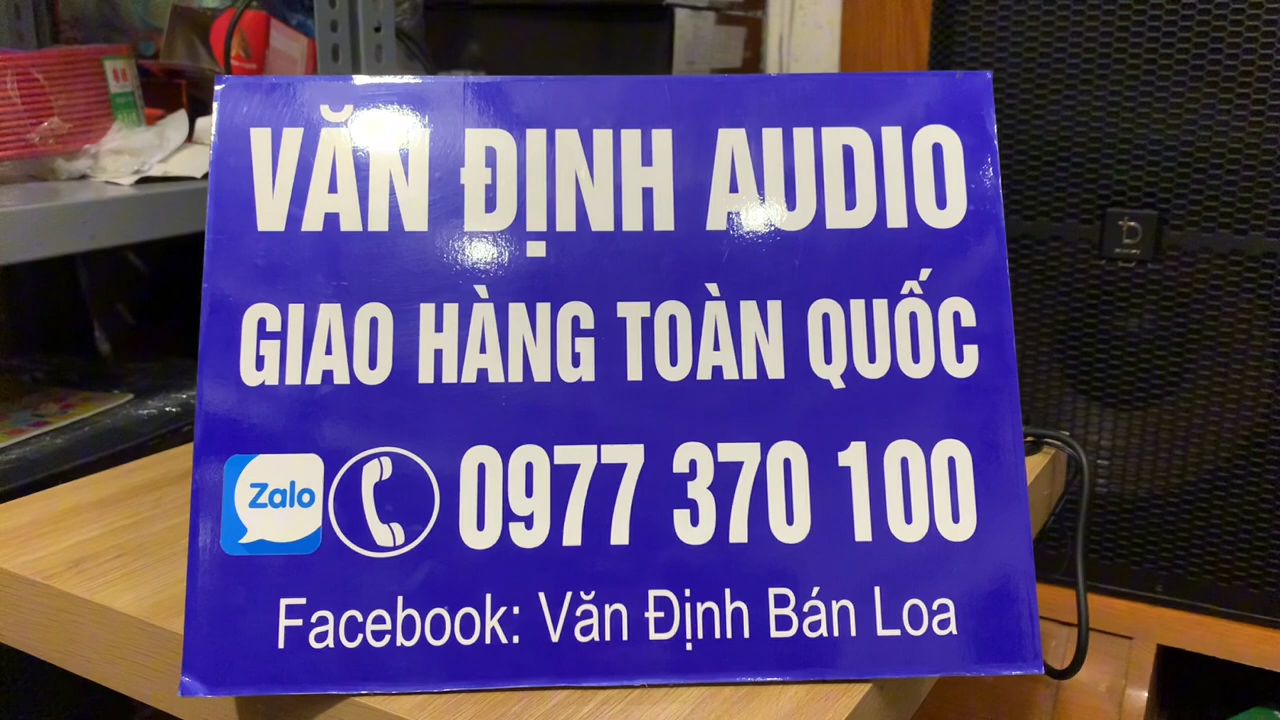 VĂN ĐỊNH AUDIO
GIAO HÀNG TOÀN QUỐC
Zalo 0977 370 100
Facebook: Văn Định Bán Loa